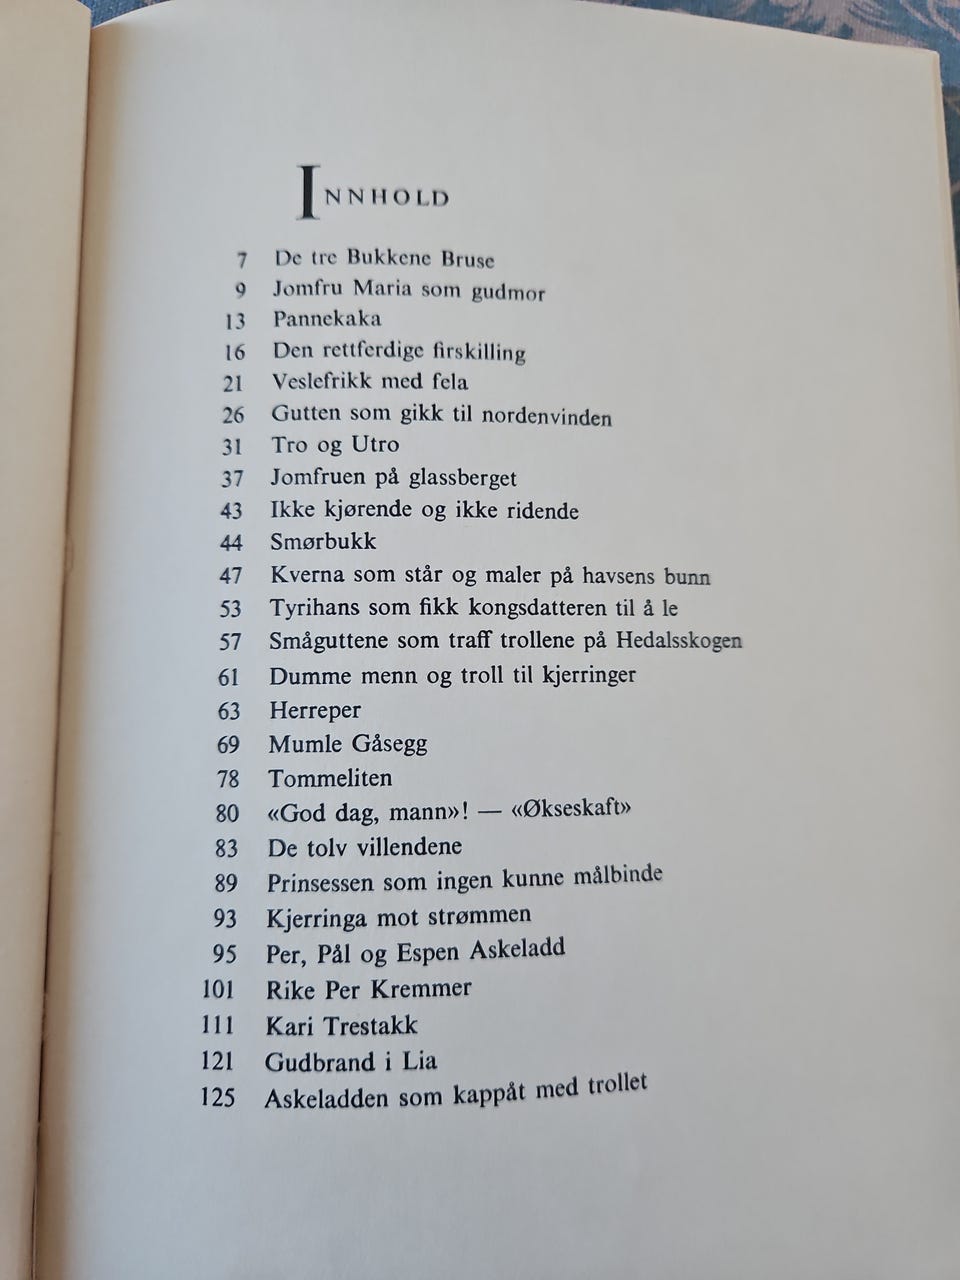 INNHOLD
7 De tre Bukkene Bruse
9 Jomfru Maria som gudmor
13 Pannekaka
16 Den rettferdige firskilling
21 Veslefrikk med fela
26 Gutten som gikk til nordenvinden
31 Tro og Utro
37 Jomfruen på glassberget
43 Ikke kjørende og ikke ridende
44 Smørbukk
47 Kverna som står og maler på havsens bunn
53 Tyrihans som fikk kongsdatteren til å le
57 Småguttene som traff trollene på Hedalsskogen
61 Dumme menn og troll til kjerringer
63 Herreper
69 Mumle Gåsegg
78 Tommeliten
80 «God dag, mann»! — «Økseskaft»
83 De tolv villendene
89 Prinsessen som ingen kunne målbinde
93 Kjerringa mot strømmen
95 Per, Pål og Espen Askeladd
101 Rike Per Kremmer
111 Kari Trestakk
121 Gudbrand i Lia
125 Askeladden som kappåt med trollet